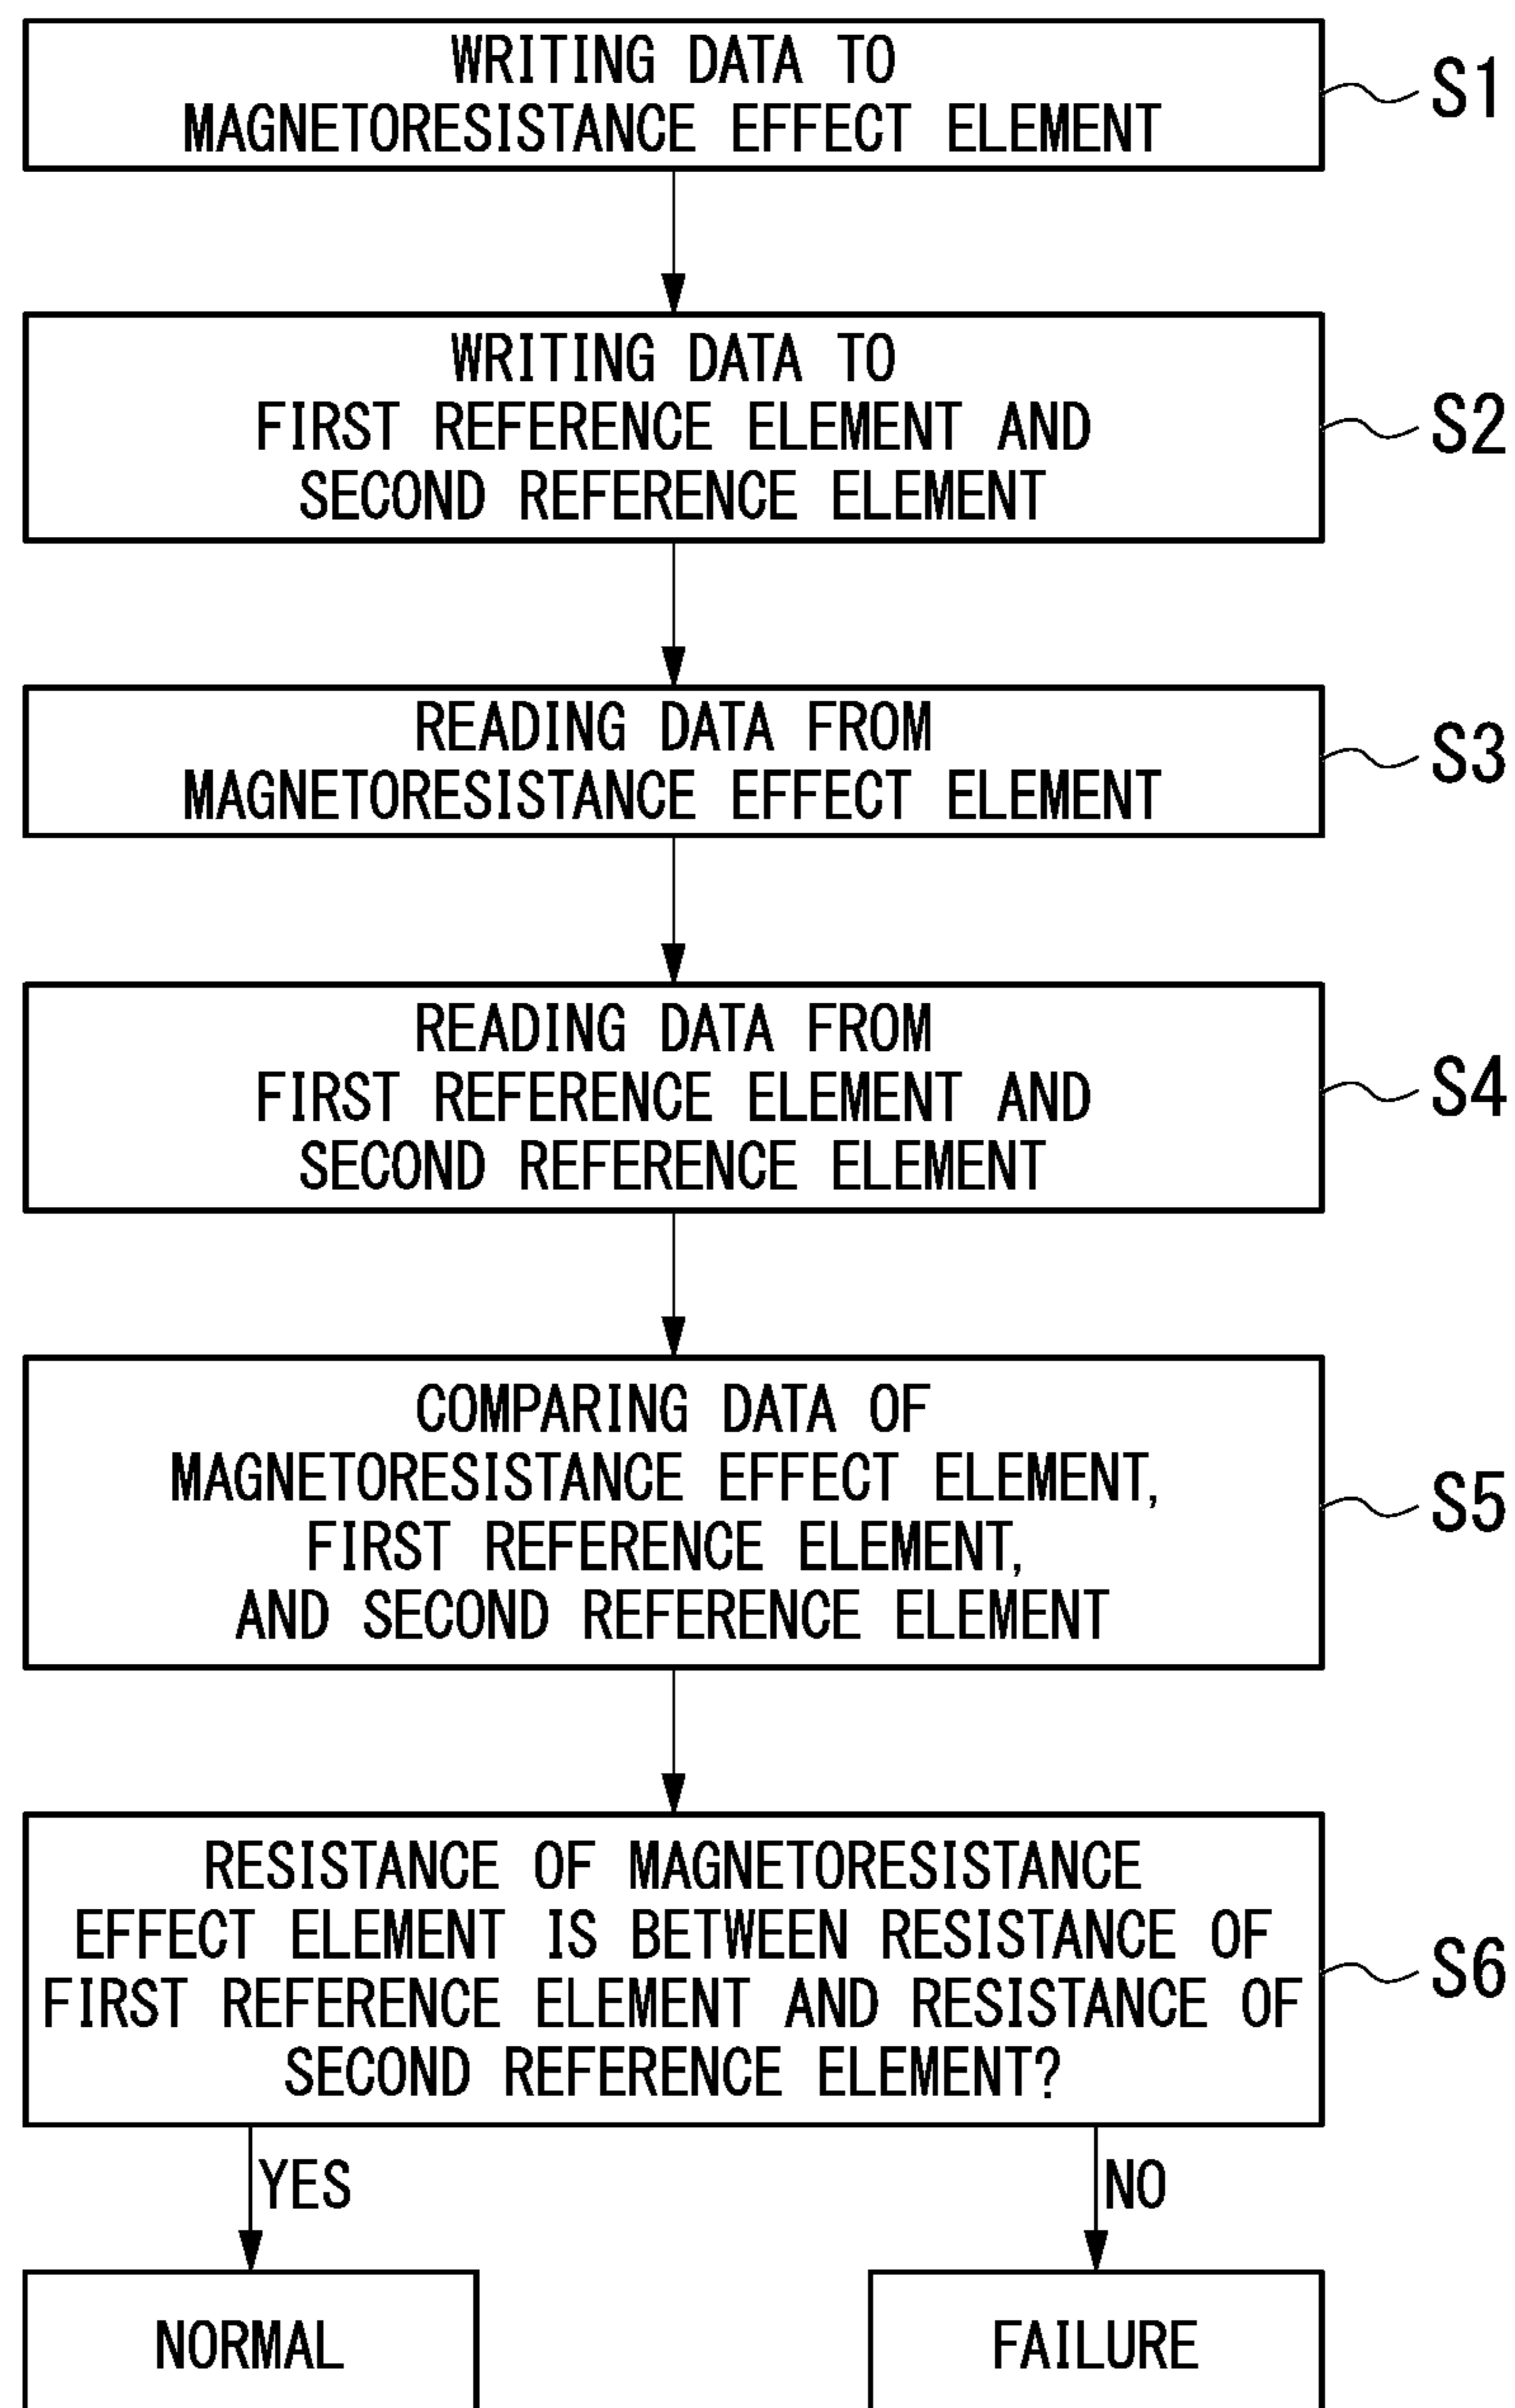 WRITING DATA TO
MAGNETORESISTANCE EFFECT ELEMENT
S1
WRITING DATA TO
FIRST REFERENCE ELEMENT AND
SECOND REFERENCE ELEMENT
S2
READING DATA FROM
MAGNETORESISTANCE EFFECT ELEMENT
S3
READING DATA FROM
FIRST REFERENCE ELEMENT AND
SECOND REFERENCE ELEMENT
S4
COMPARING DATA OF
MAGNETORESISTANCE EFFECT ELEMENT,
FIRST REFERENCE ELEMENT,
AND SECOND REFERENCE ELEMENT
S5
RESISTANCE OF MAGNETORESISTANCE
EFFECT ELEMENT IS BETWEEN RESISTANCE OF
FIRST REFERENCE ELEMENT AND RESISTANCE OF
SECOND REFERENCE ELEMENT?
S6
YES
NO
NORMAL
FAILURE